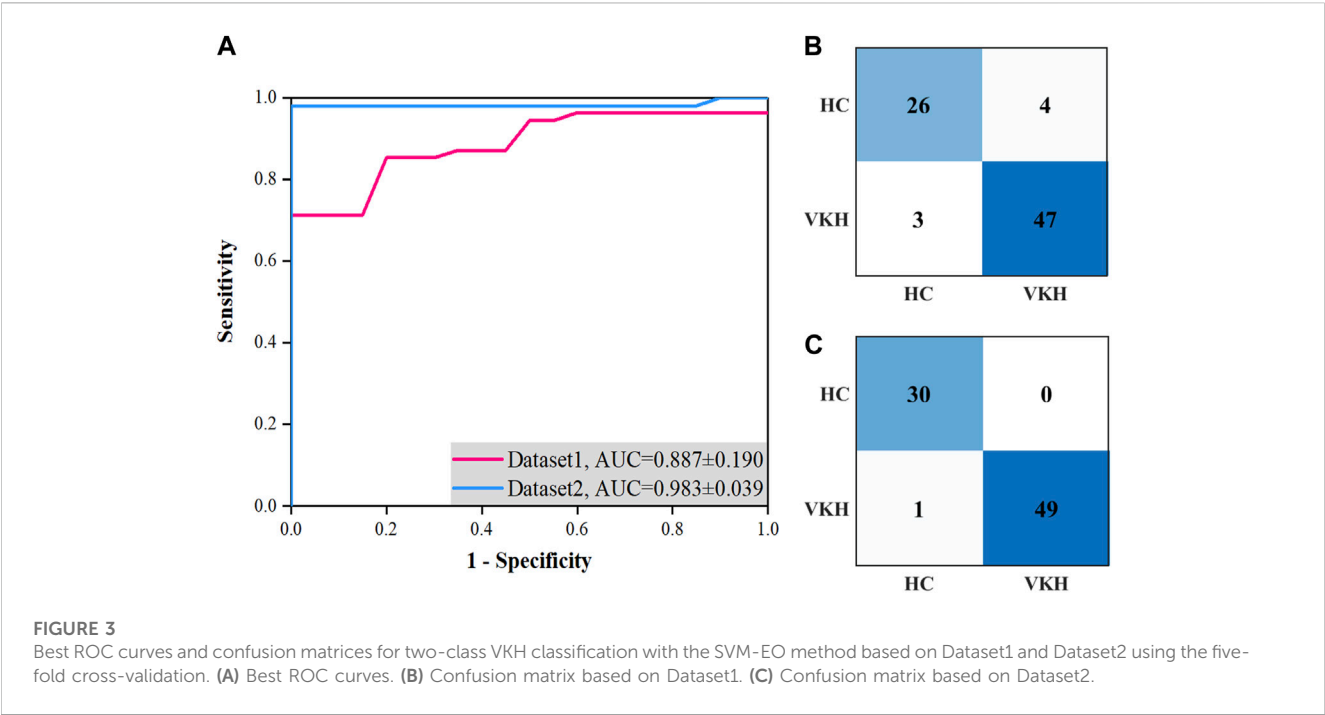 A
1.0
0.8
0.6
0.4
0.2
0.0
Sensitivity
0.0 0.2 0.4 0.6 0.8 1.0
1 - Specificity
Dataset1, AUC=0.887±0.190
Dataset2, AUC=0.983±0.039
B
HC 26 4
VKH 3 47
HC VKH
C
HC 30 0
VKH 1 49
HC VKH
FIGURE 3
Best ROC curves and confusion matrices for two-class VKH classification with the SVM-EO method based on Dataset1 and Dataset2 using the five-
fold cross-validation. (A) Best ROC curves. (B) Confusion matrix based on Dataset1. (C) Confusion matrix based on Dataset2.